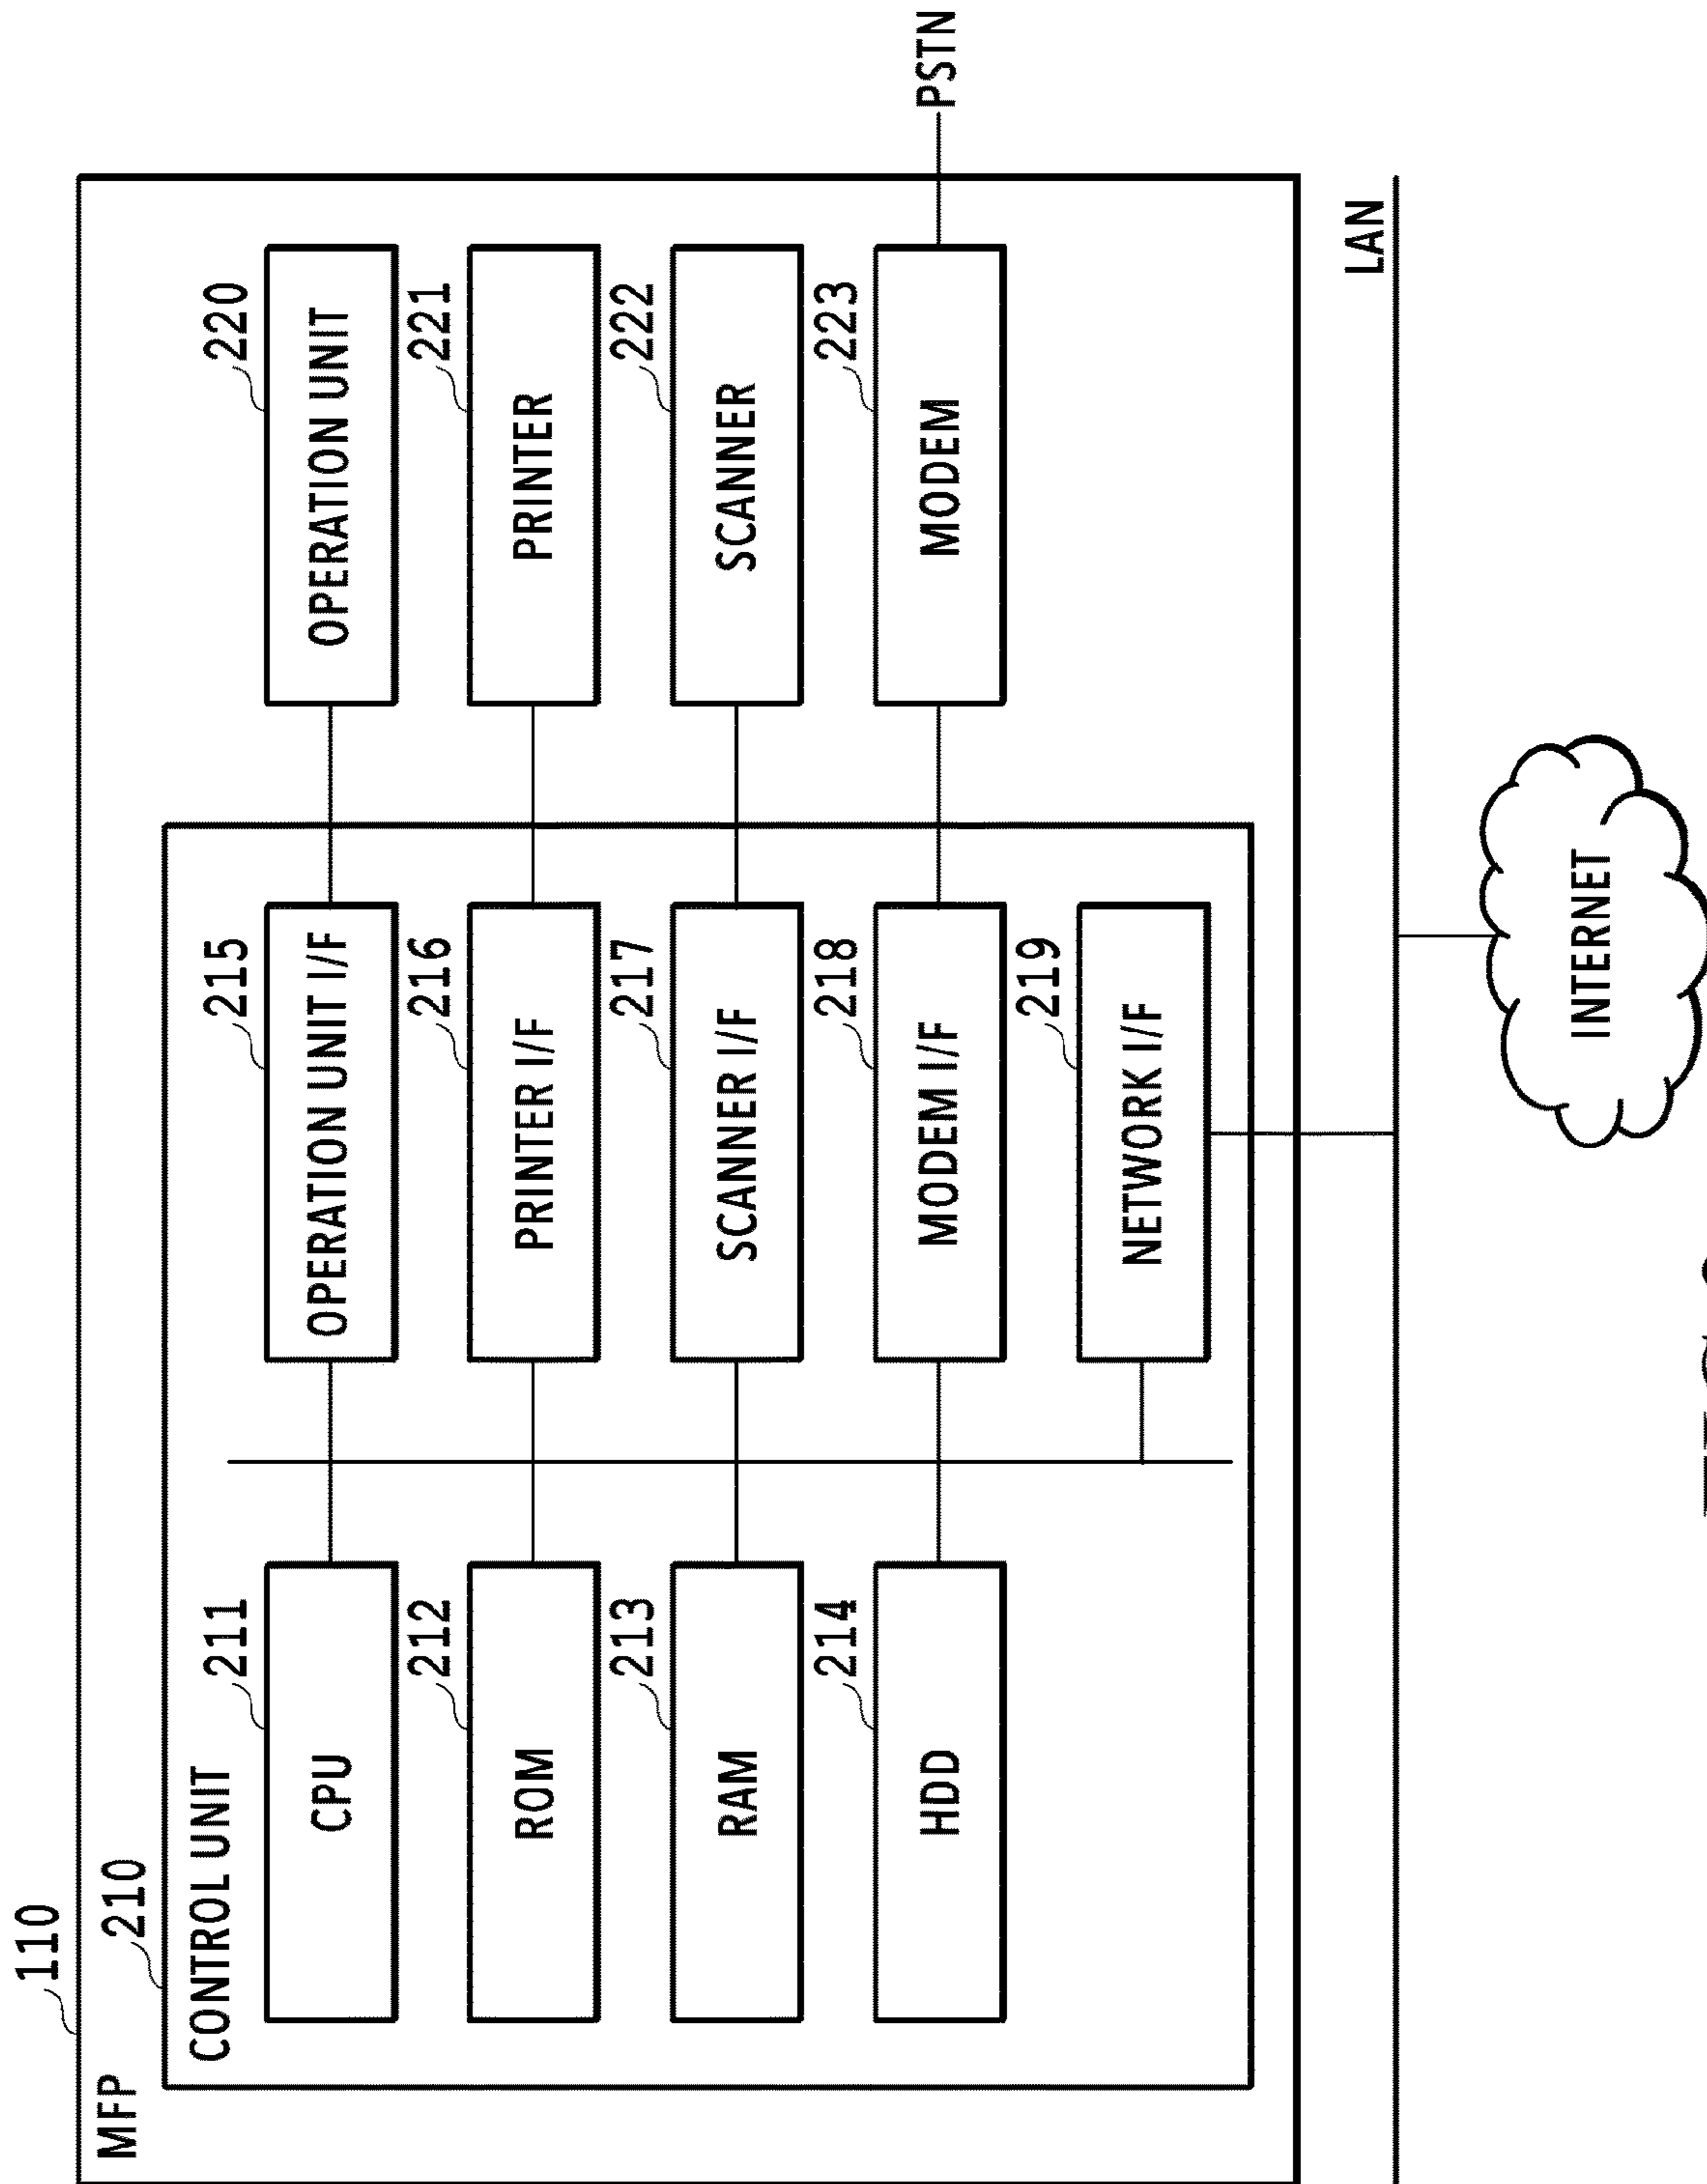 110
MFP
210
CONTROL UNIT
211
CPU
212
ROM
213
RAM
214
HDD
215
OPERATION UNIT I/F
216
PRINTER I/F
217
SCANNER I/F
218
MODEM I/F
219
NETWORK I/F
220
OPERATION UNIT
221
PRINTER
222
SCANNER
223
MODEM
PSTN
LAN
INTERNET